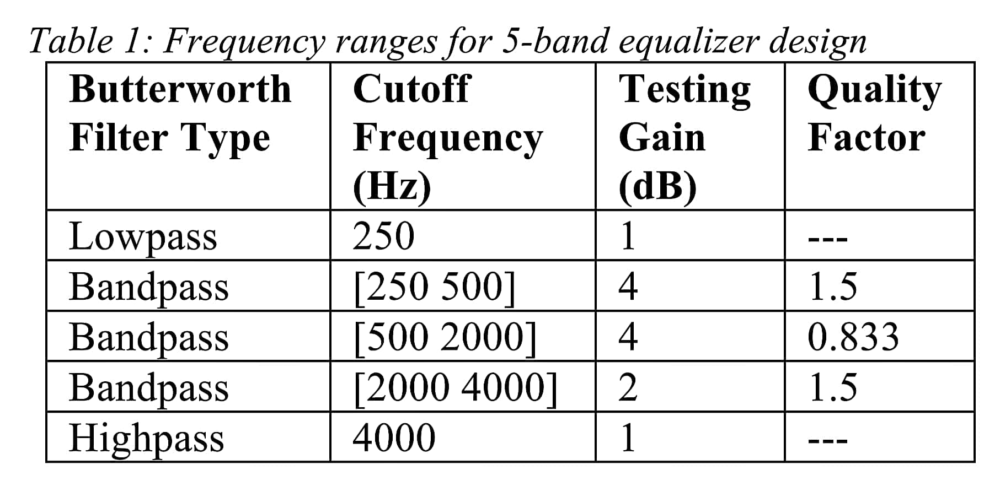 Table 1: Frequency ranges for 5-band equalizer design
Butterworth Filter Type | Cutoff Frequency (Hz) | Testing Gain (dB) | Quality Factor
Lowpass | 250 | 1 | ---
Bandpass | [250 500] | 4 | 1.5
Bandpass | [500 2000] | 4 | 0.833
Bandpass | [2000 4000] | 2 | 1.5
Highpass | 4000 | 1 | ---